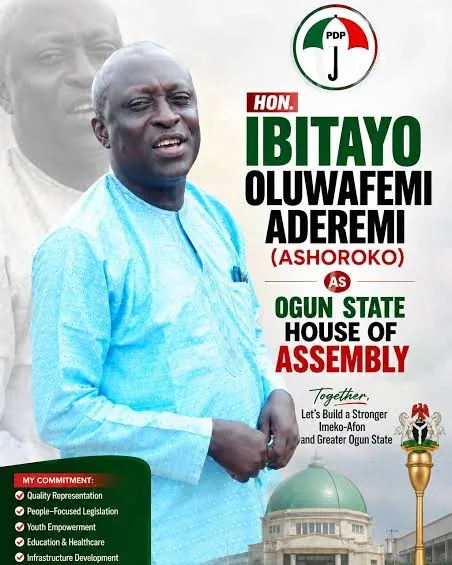 PDP
HON.
IBITAYO
OLUWAFEMI
ADEREMI
(ASHOROKO)
AS
OGUN STATE
HOUSE OF
ASSEMBLY
Together,
Let's Build a Stronger
Imeko-Afon
and Greater Ogun State
MY COMMITMENT:
Quality Representation
People-Focused Legislation
Youth Empowerment
Education & Healthcare
Infrastructure Development